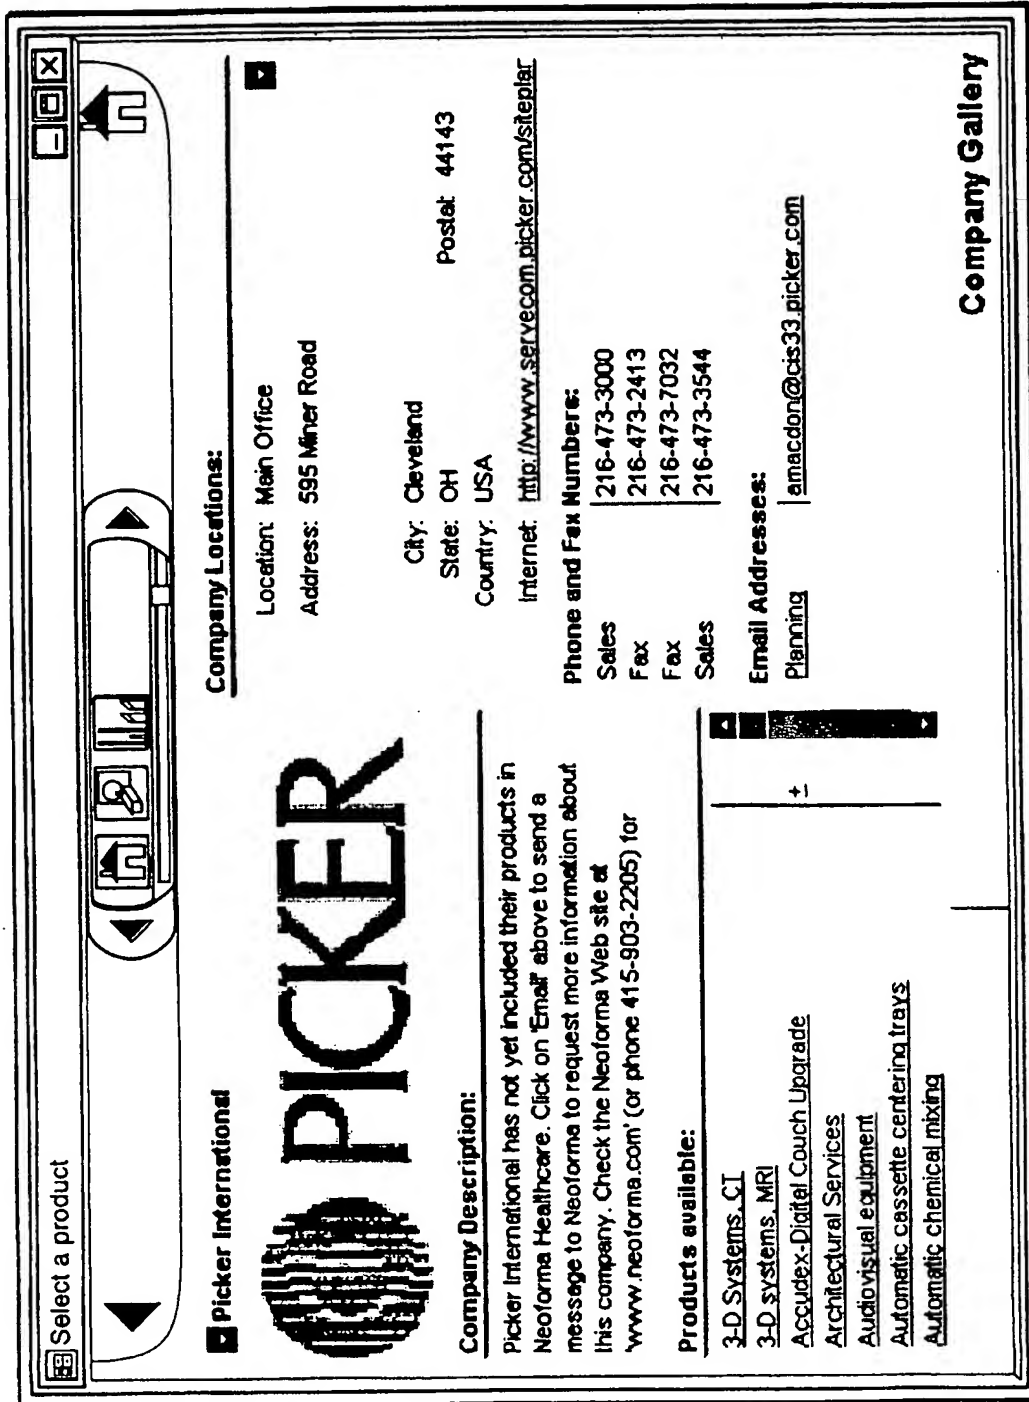 Select a product
Picker International
PICKER
Company Description:
Picker International has not yet included their products in
Neoforma Healthcare. Click on 'Email' above to send a
message to Neoforma to request more information about
this company. Check the Neoforma Web site at
'www.neoforma.com' (or phone 415-903-2205) for
Products available:
3-D Systems, CT
3-D systems, MRI
Accudex-Digital Couch Upgrade
Architectural Services
Audiovisual equipment
Automatic cassette centering trays
Automatic chemical mixing
+
Company Locations:
Location: Main Office
Address: 595 Miner Road
City: Cleveland
State: OH Postal: 44143
Country: USA
Internet: http://www.servecom.picker.com/siteplar
Phone and Fax Numbers:
Sales 216-473-3000
Fax 216-473-2413
Fax 216-473-7032
Sales 216-473-3544
Email Addresses:
Planning amacdon@cis33.picker.com
Company Gallery